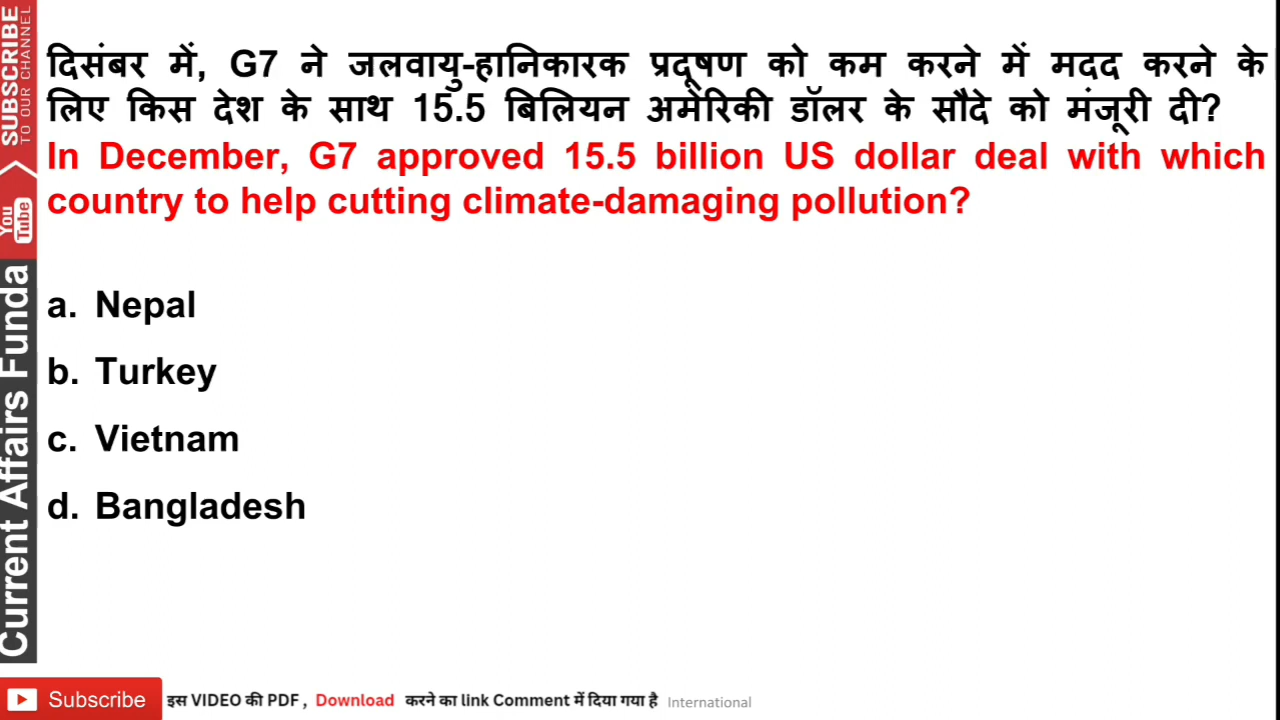 दिसंबर में, G7 ने जलवायु-हानिकारक प्रदूषण को कम करने में मदद करने के
लिए किस देश के साथ 15.5 बिलियन अमेरिकी डॉलर के सौदे को मंजूरी दी?
In December, G7 approved 15.5 billion US dollar deal with which
country to help cutting climate-damaging pollution?
a. Nepal
b. Turkey
c. Vietnam
d. Bangladesh
SUBSCRIBE
TO OUR CHANNEL
You
Tube
Current Affairs Funda
Subscribe इस VIDEO की PDF , Download करने का link Comment में दिया गया है International